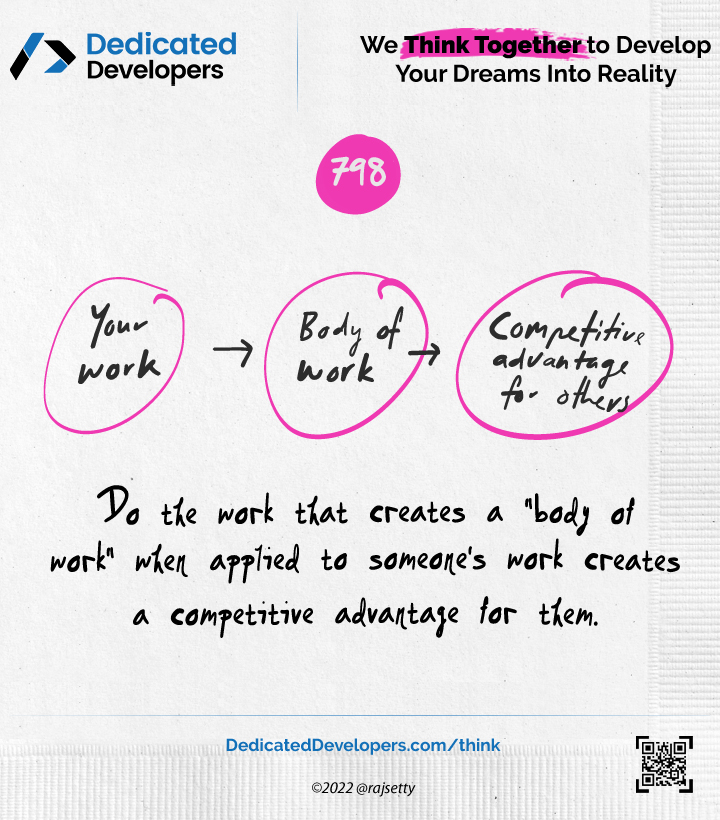 Dedicated
Developers
We Think Together to Develop
Your Dreams Into Reality
798
Your
work
Body of
work
Competitive
advantage
for others
Do the work that creates a "body of
work" when applied to someone's work creates
a competitive advantage for them.
DedicatedDevelopers.com/think
©2022 @rajsetty